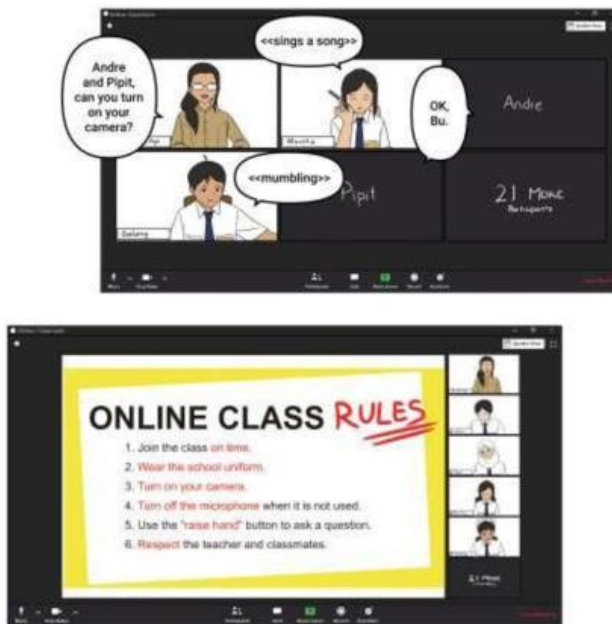 <<sings a song>>
Andre
and Pipit,
can you turn
on your
camera?
OK,
Bu.
Andre
<<mumbling>>
Pipit
21 More
Participants
ONLINE CLASS RULES
1. Join the class on time.
2. Wear the school uniform.
3. Turn on your camera.
4. Turn off the microphone when it is not used.
5. Use the "raise hand" button to ask a question.
6. Respect the teacher and classmates.